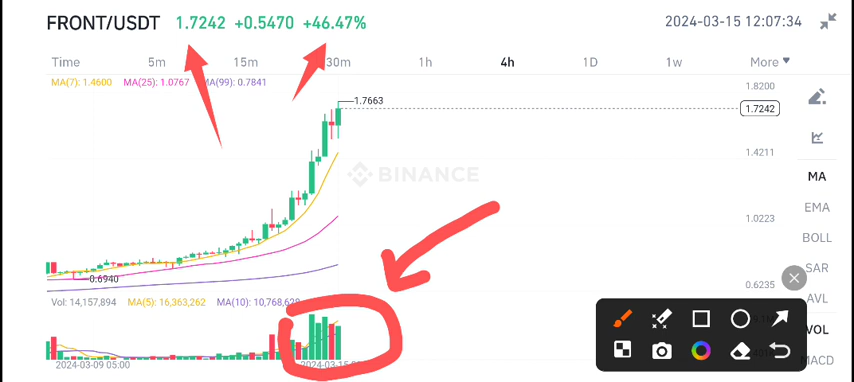 FRONT/USDT 1.7242 +0.5470 +46.47% 2024-03-15 12:07:34
Time 5m 15m 30m 1h 4h 1D 1w More
MA(7): 1.4600 MA(25): 1.0767 MA(99): 0.7841
1.8200
1.7663
1.7242
1.4211
BINANCE
MA
EMA
1.0223
BOLL
SAR
0.6940
0.6235
AVL
Vol: 14,157,894 MA(5): 16,363,262 MA(10): 10,768,629
VOL
MACD
2024-03-09 05:00 2024-03-15